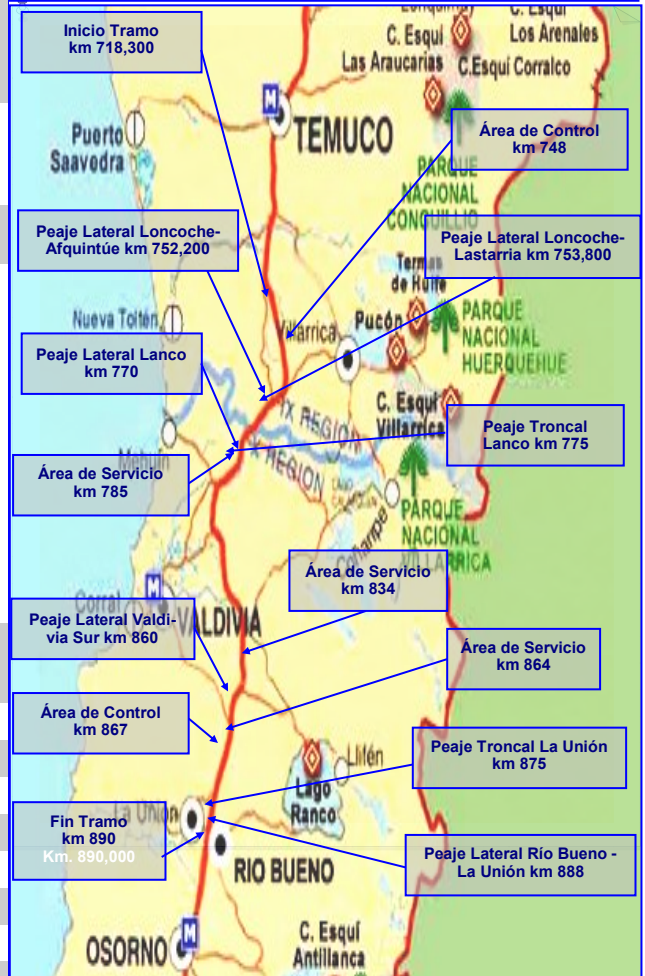 C. Esquí
Los Arenales
C. Esquí
Las Araucarias
C.Esquí Corralco
Inicio Tramo
km 718,300
M
TEMUCO
Puerto
Saavedra
Área de Control
km 748
PARQUE
NACIONAL
CONGUILLIO
Peaje Lateral Loncoche-
Afquintúe km 752,200
Peaje Lateral Loncoche-
Lastarria km 753,800
Termas
de Huife
Nueva Toltén
Villarrica
Pucón
PARQUE
NACIONAL
HUERQUEHUE
Peaje Lateral Lanco
km 770
IX REGION
X REGION
C. Esquí
Villarrica
Peaje Troncal
Lanco km 775
Mehuín
Área de Servicio
km 785
PARQUE
NACIONAL
VILLARRICA
Coñaripe
Área de Servicio
km 834
M
Corral
VALDIVIA
Peaje Lateral Valdi-
via Sur km 860
Área de Servicio
km 864
Área de Control
km 867
Peaje Troncal La Unión
km 875
Llifén
Lago
Ranco
La Unión
Fin Tramo
km 890
Km. 890,000
RIO BUENO
Peaje Lateral Río Bueno -
La Unión km 888
M
OSORNO
C. Esquí
Antillanca